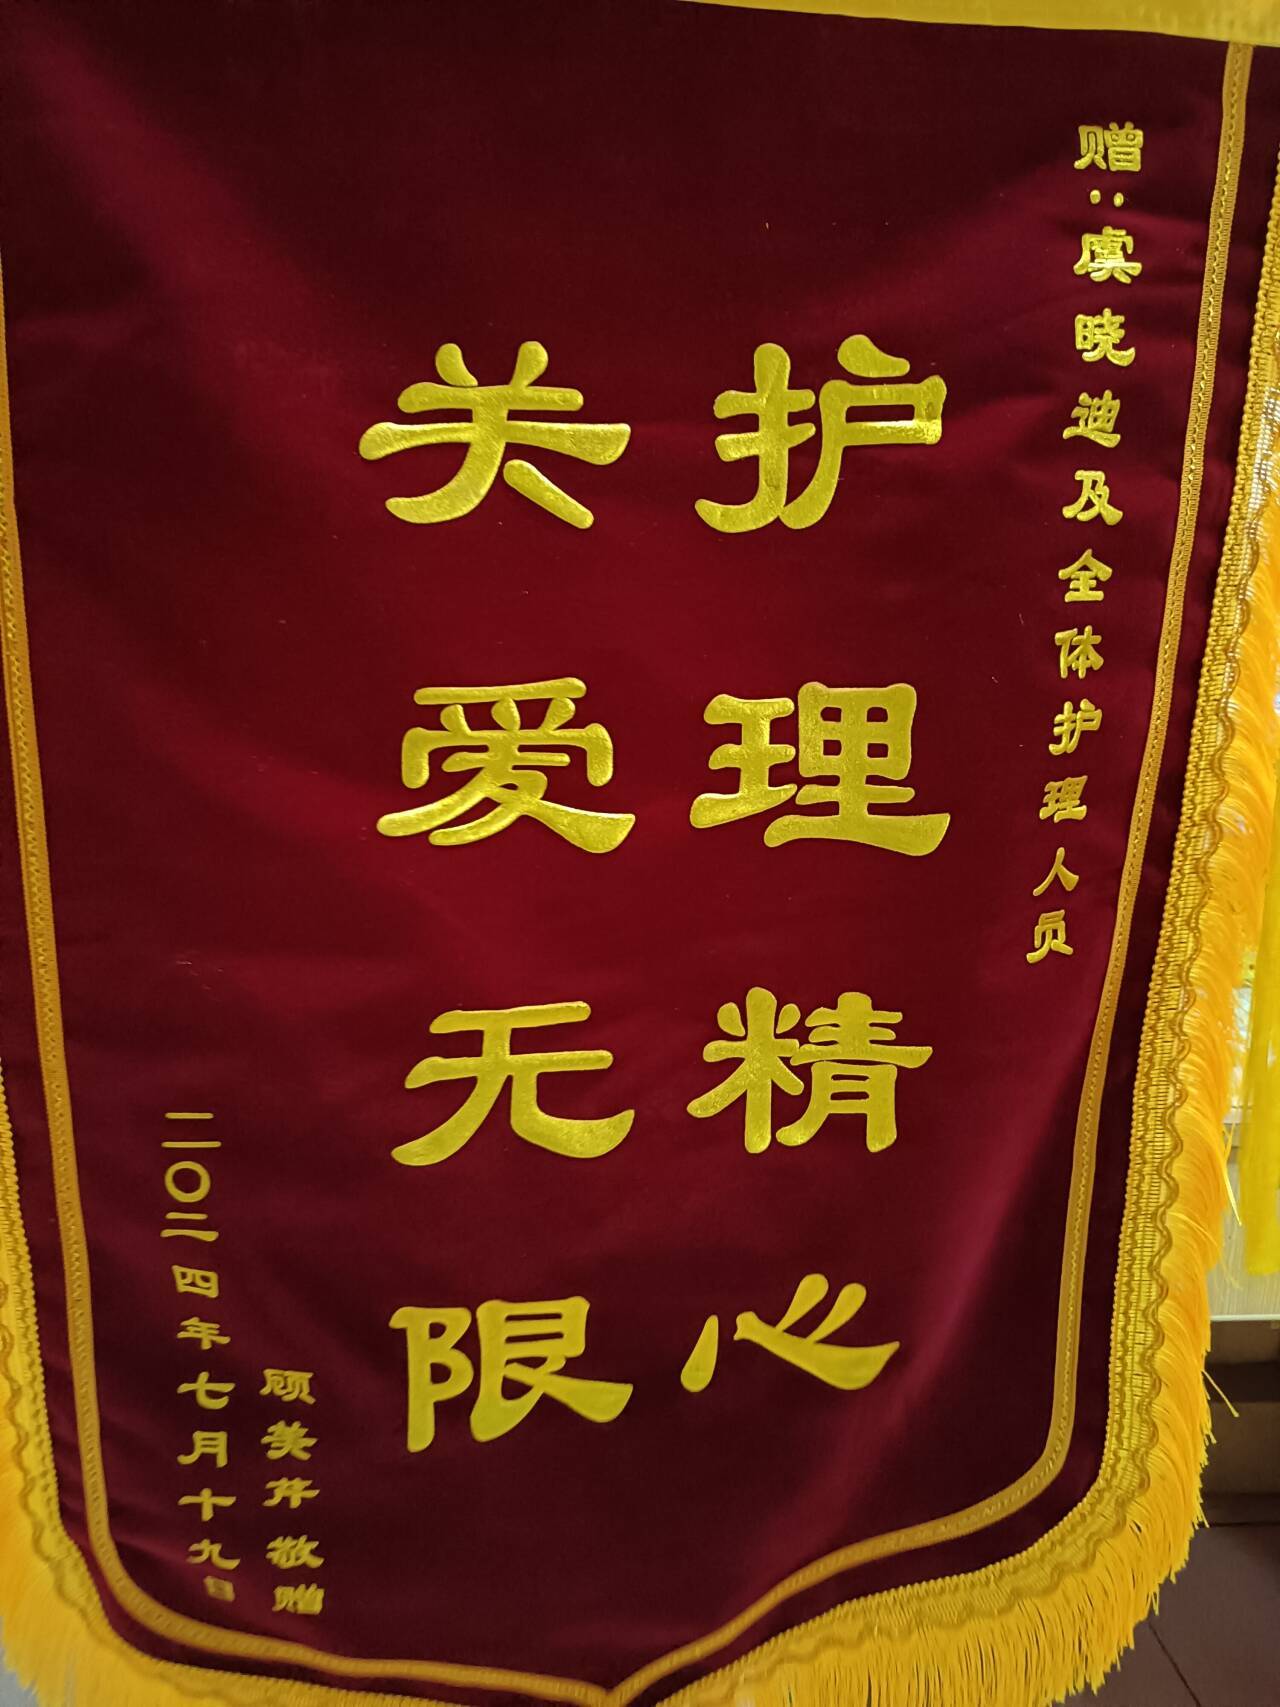 赠:虞晓迪及全体护理人员
护理精心
关爱无限
顾美芹敬赠
二〇二四年七月十九日